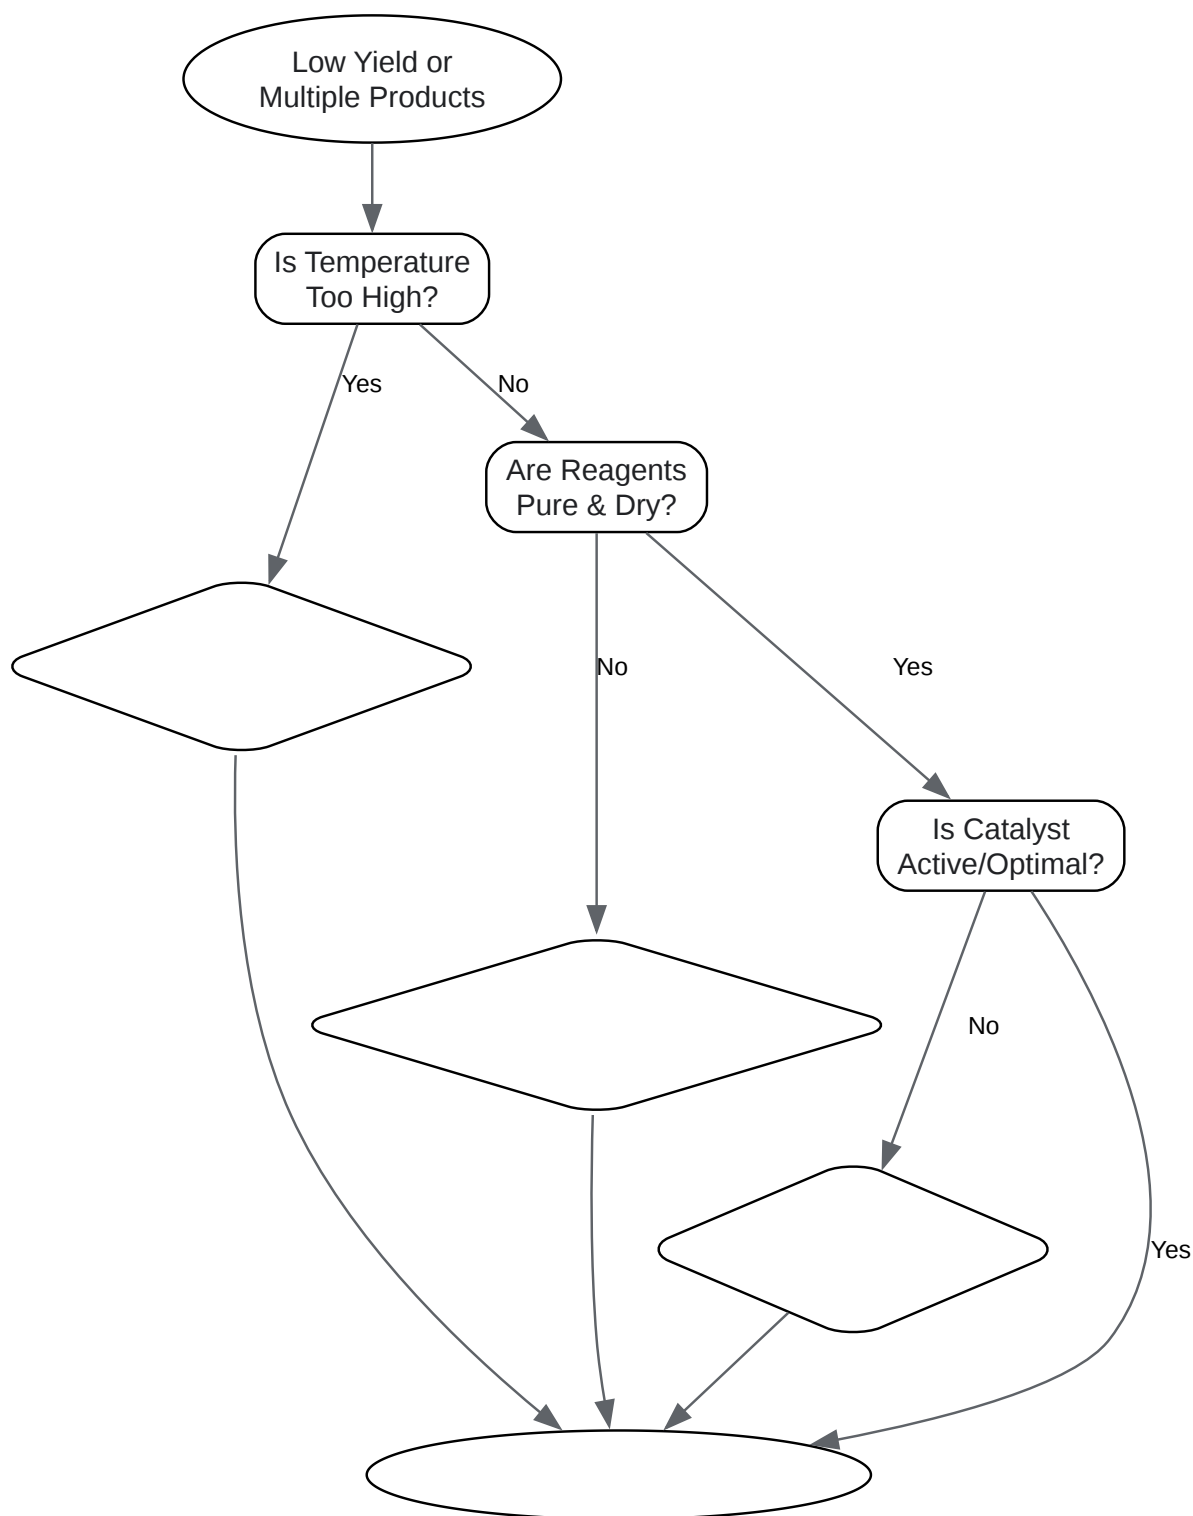 Low Yield or
Multiple Products
Is Temperature
Too High?
Yes
No
Are Reagents
Pure & Dry?
No
Yes
Is Catalyst
Active/Optimal?
No
Yes